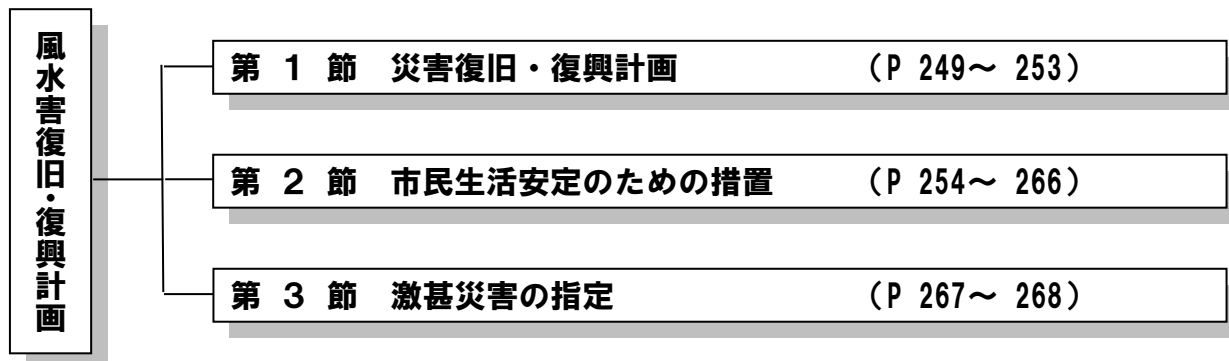 風水害復旧・復興計画
第 1 節 災害復旧・復興計画 （P 249～ 253）
第 2 節 市民生活安定のための措置 （P 254～ 266）
第 3 節 激甚災害の指定 （P 267～ 268）